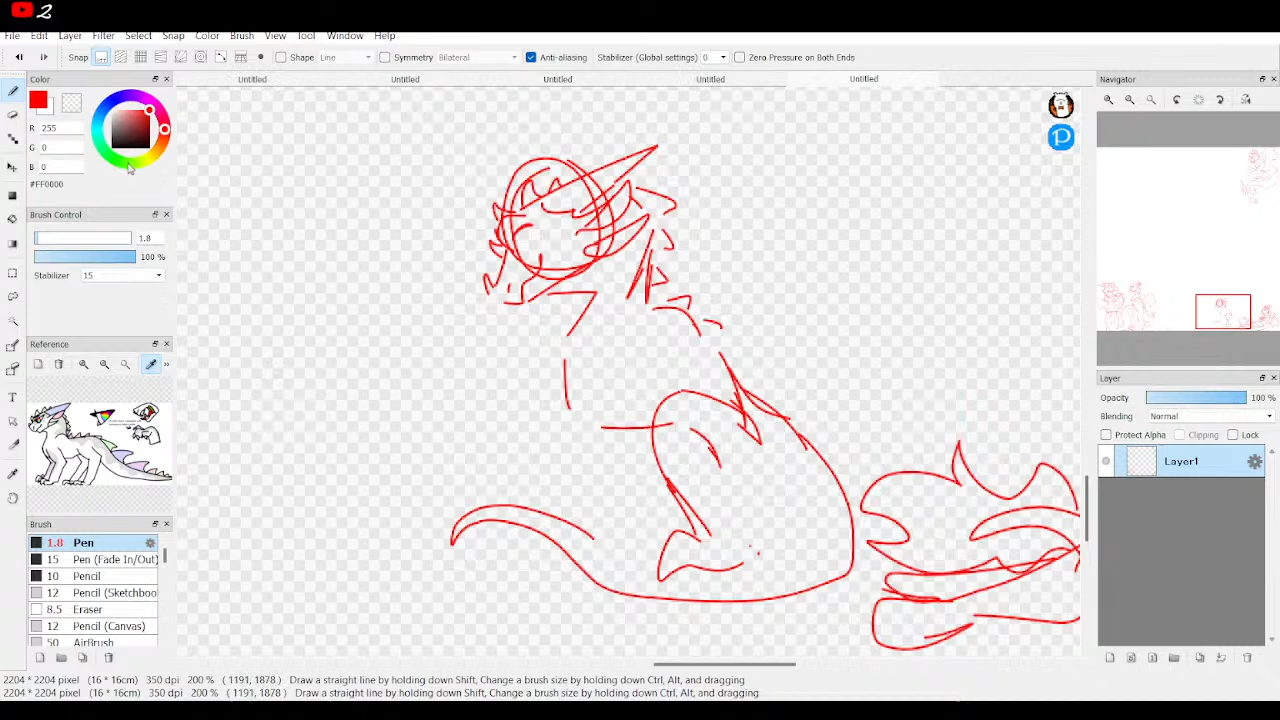 2
File Edit Layer Filter Select Snap Color Brush View Tool Window Help
Snap Shape Line Symmetry Bilateral Anti-aliasing Stabilizer (Global settings) 0 Zero Pressure on Both Ends
Color Untitled Untitled Untitled Untitled Untitled Navigator
R 255
G 0
B 0
#FF0000
P
Brush Control
1.8
100 %
Stabilizer 15
Reference
Layer
Opacity 100 %
Blending Normal
Protect Alpha Clipping Lock
Layer1
Brush
1.8 Pen
15 Pen (Fade In/Out)
10 Pencil
12 Pencil (Sketchboo
8.5 Eraser
12 Pencil (Canvas)
50 AirBrush
2204 * 2204 pixel (16 * 16cm) 350 dpi 200 % ( 1191, 1878 ) Draw a straight line by holding down Shift, Change a brush size by holding down Ctrl, Alt, and dragging
2204 * 2204 pixel (16 * 16cm) 350 dpi 200 % ( 1191, 1878 ) Draw a straight line by holding down Shift, Change a brush size by holding down Ctrl, Alt, and dragging